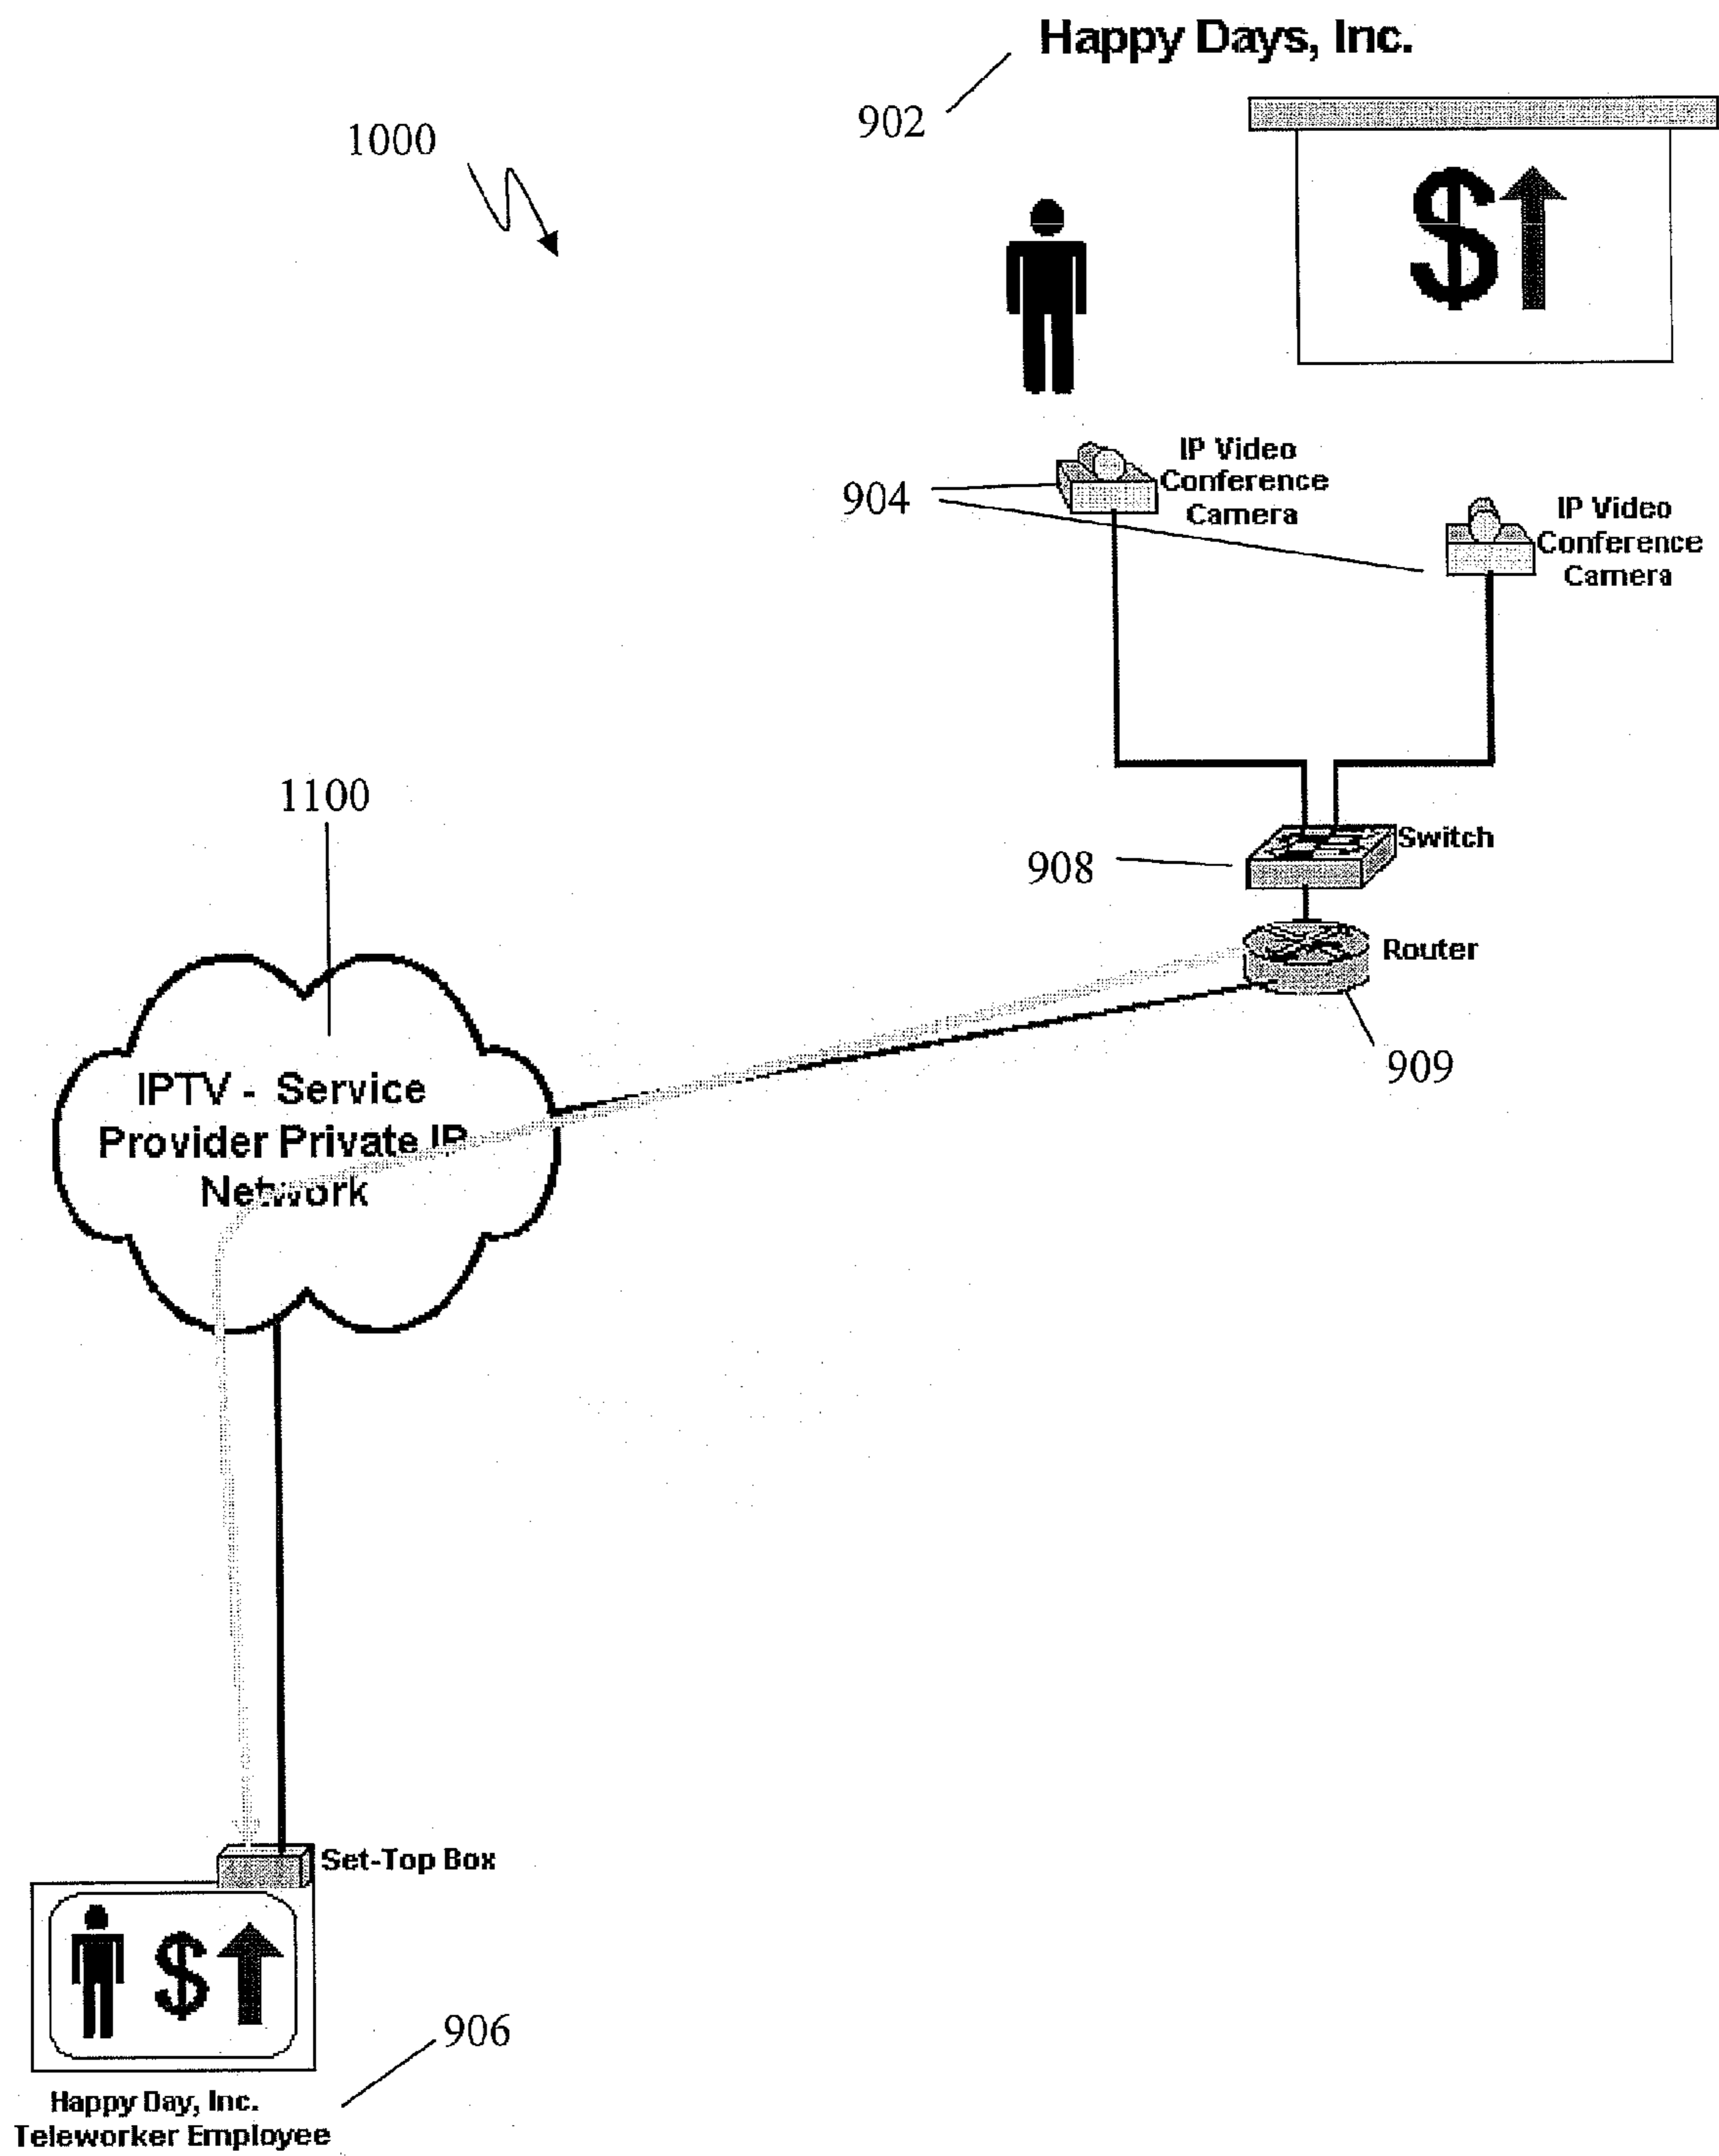 Happy Days, Inc.
902
1000
$
IP Video
Conference
Camera
904
IP Video
Conference
Camera
1100
Switch
908
Router
909
IPTV - Service
Provider Private IP
Network
Set-Top Box
$
906
Happy Day, Inc.
Teleworker Employee